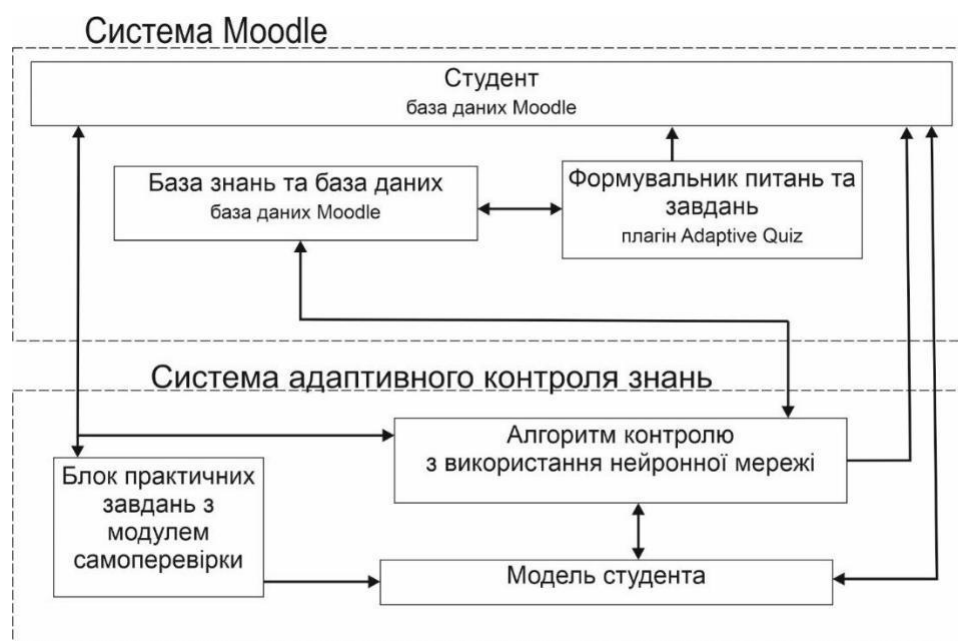 Система Moodle
Студент
база даних Moodle
База знань та база даних
база даних Moodle
Формувальник питань та
завдань
плагін Adaptive Quiz
Система адаптивного контроля знань
Алгоритм контролю
з використання нейронної мережі
Блок практичних
завдань з
модулем
самоперевірки
Модель студента